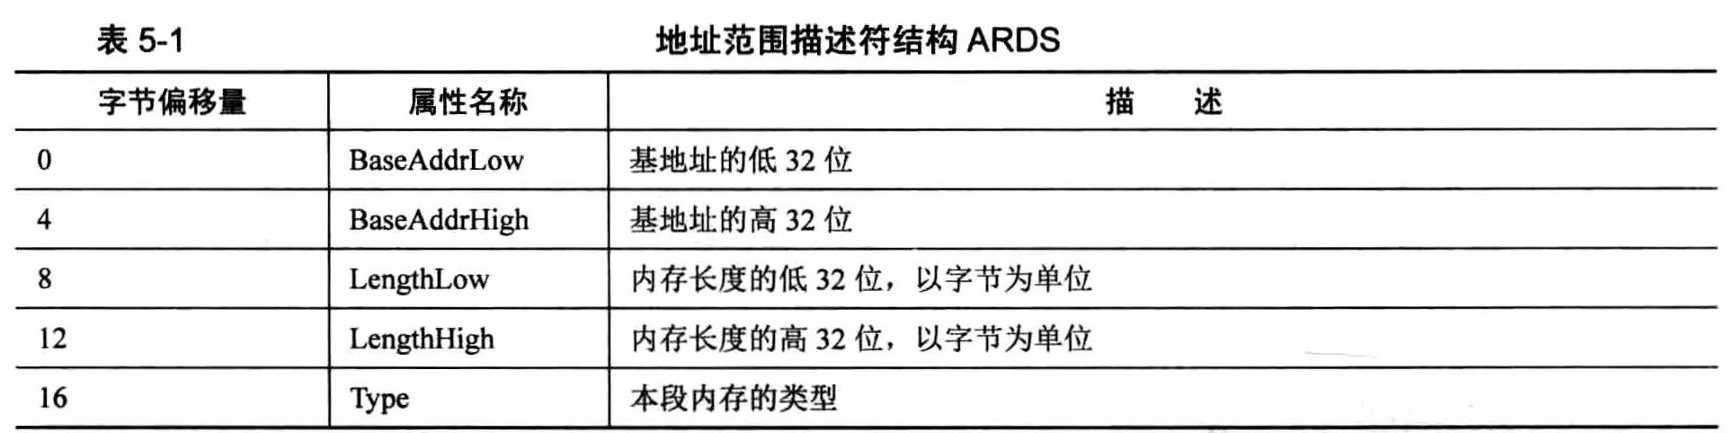 表 5-1 地址范围描述符结构 ARDS
字节偏移量 属性名称 描 述
0 BaseAddrLow 基地址的低 32 位
4 BaseAddrHigh 基地址的高 32 位
8 LengthLow 内存长度的低 32 位，以字节为单位
12 LengthHigh 内存长度的高 32 位，以字节为单位
16 Type 本段内存的类型